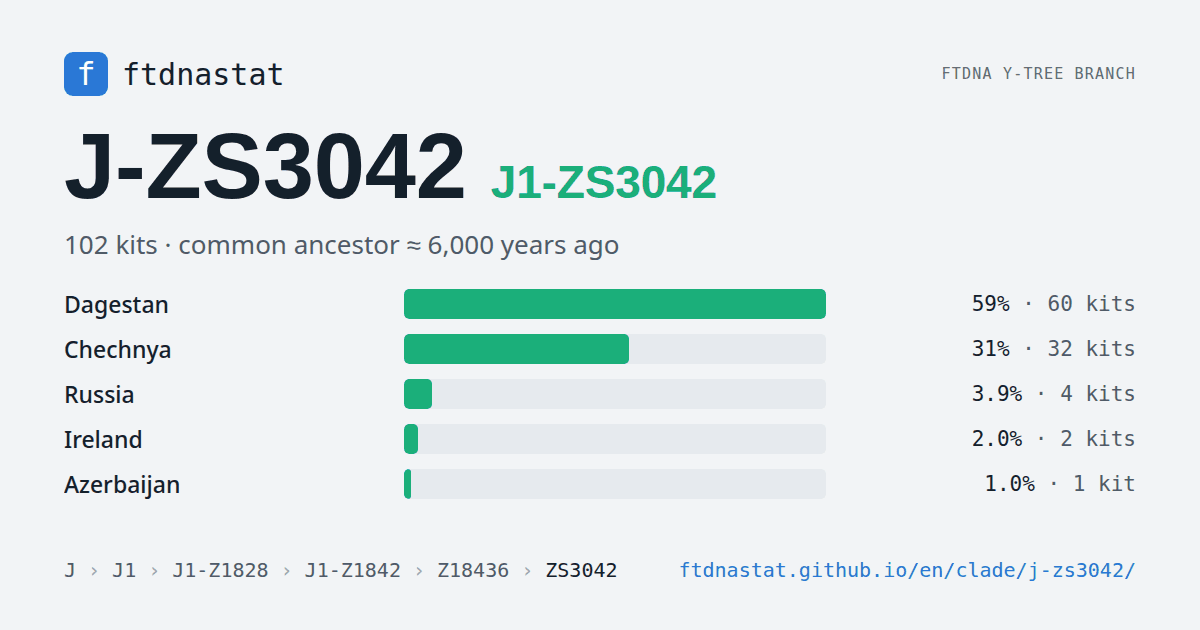 f ftdnastat
FTDNA Y-TREE BRANCH
J-ZS3042 J1-ZS3042
102 kits · common ancestor ≈ 6,000 years ago
Dagestan 59% · 60 kits
Chechnya 31% · 32 kits
Russia 3.9% · 4 kits
Ireland 2.0% · 2 kits
Azerbaijan 1.0% · 1 kit
J › J1 › J1-Z1828 › J1-Z1842 › Z18436 › ZS3042
ftdnastat.github.io/en/clade/j-zs3042/